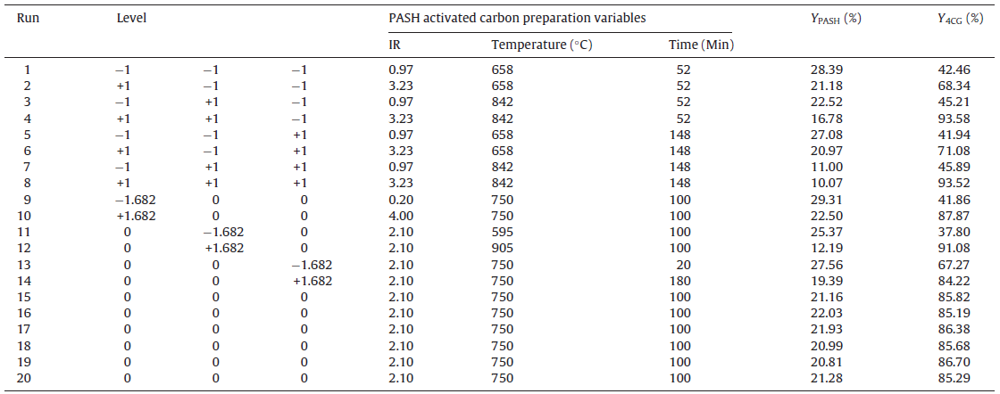 Run Level PASH activated carbon preparation variables Y_PASH (%) Y_4CG (%)
IR Temperature (°C) Time (Min)
1 −1 −1 −1 0.97 658 52 28.39 42.46
2 +1 −1 −1 3.23 658 52 21.18 68.34
3 −1 +1 −1 0.97 842 52 22.52 45.21
4 +1 +1 −1 3.23 842 52 16.78 93.58
5 −1 −1 +1 0.97 658 148 27.08 41.94
6 +1 −1 +1 3.23 658 148 20.97 71.08
7 −1 +1 +1 0.97 842 148 11.00 45.89
8 +1 +1 +1 3.23 842 148 10.07 93.52
9 −1.682 0 0 0.20 750 100 29.31 41.86
10 +1.682 0 0 4.00 750 100 22.50 87.87
11 0 −1.682 0 2.10 595 100 25.37 37.80
12 0 +1.682 0 2.10 905 100 12.19 91.08
13 0 0 −1.682 2.10 750 20 27.56 67.27
14 0 0 +1.682 2.10 750 180 19.39 84.22
15 0 0 0 2.10 750 100 21.16 85.82
16 0 0 0 2.10 750 100 22.03 85.19
17 0 0 0 2.10 750 100 21.93 86.38
18 0 0 0 2.10 750 100 20.99 85.68
19 0 0 0 2.10 750 100 20.81 86.70
20 0 0 0 2.10 750 100 21.28 85.29